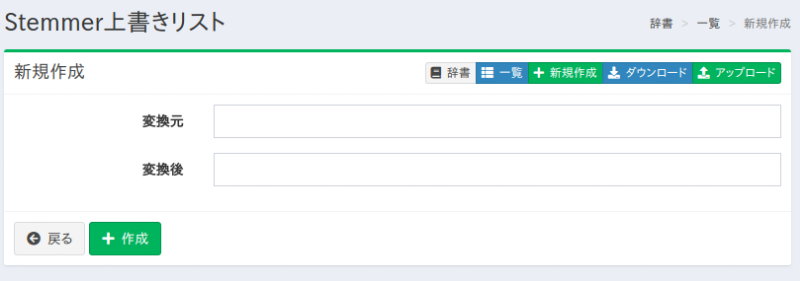 Stemmer上書きリスト
辞書 > 一覧 > 新規作成
新規作成
辞書 一覧 新規作成 ダウンロード アップロード
変換元
変換後
戻る 作成